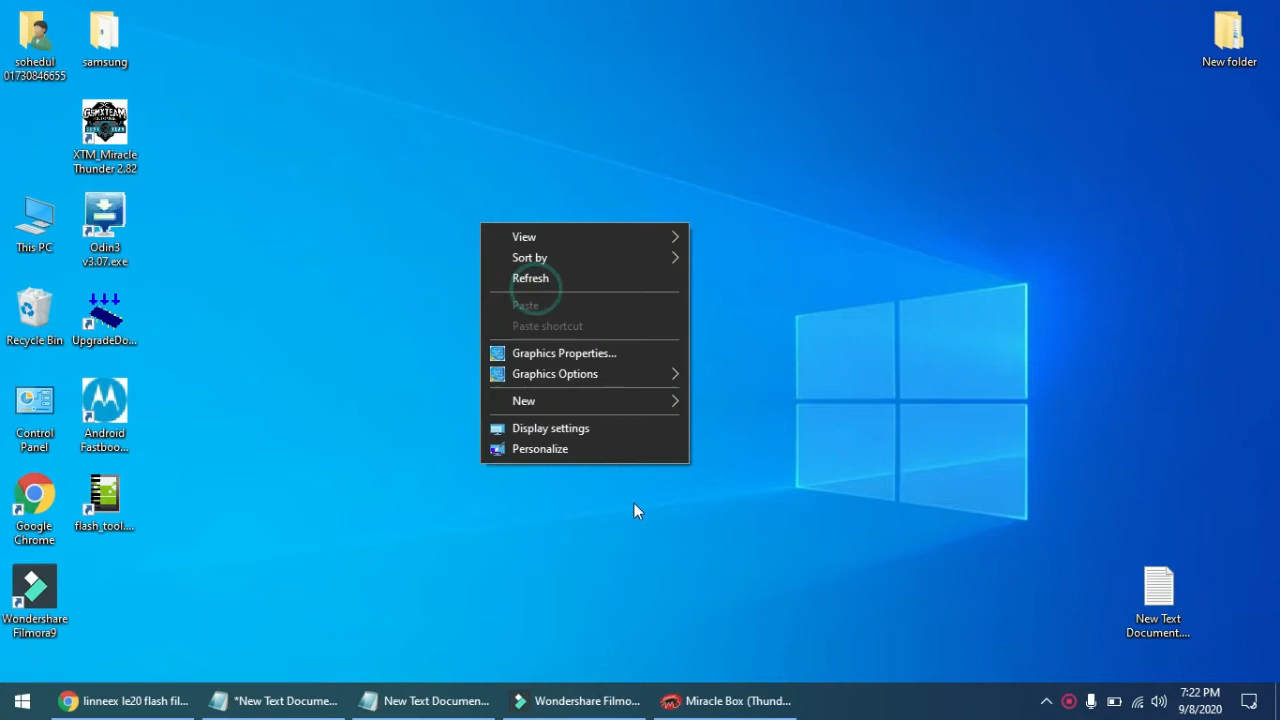 sohedul
01730846655
samsung
New folder
GSMXTEAM
XTM_Miracle
Thunder 2.82
This PC
Odin3
v3.07.exe
Recycle Bin
UpgradeDo...
Control
Panel
Android
Fastboo...
Google
Chrome
flash_tool....
Wondershare
Filmora9
View
Sort by
Refresh
Paste
Paste shortcut
Graphics Properties...
Graphics Options
New
Display settings
Personalize
New Text
Document....
linneex le20 flash fil...
*New Text Docume...
New Text Documen...
Wondershare Filmo...
Miracle Box (Thund...
7:22 PM
9/8/2020